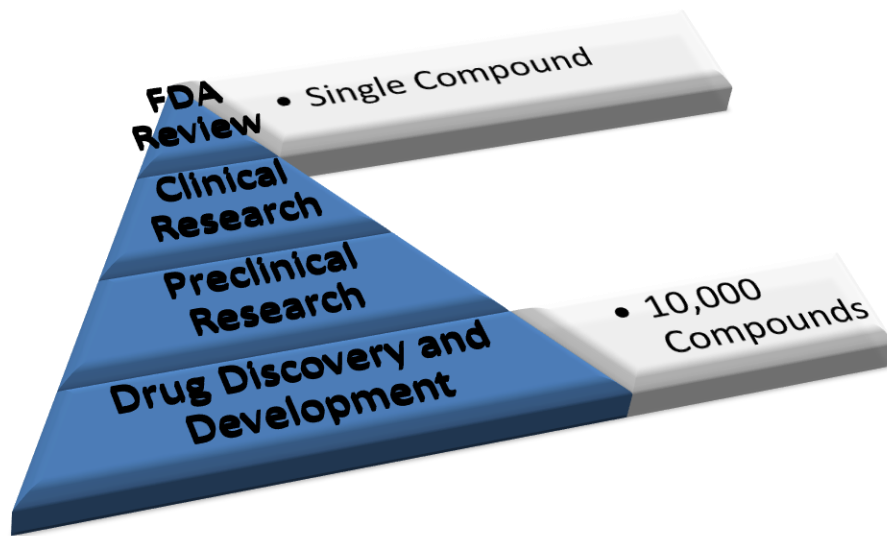 FDA
Review
• Single Compound
Clinical
Research
Preclinical
Research
Drug Discovery and
Development
• 10,000
Compounds